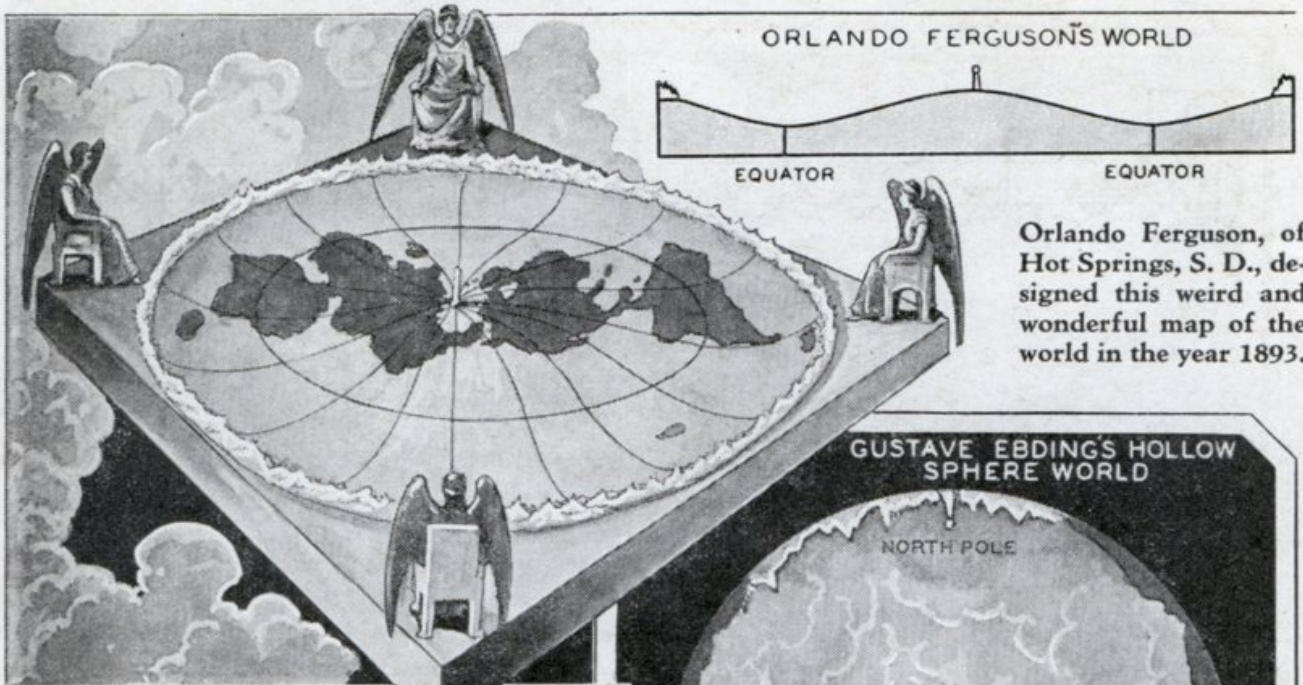 ORLANDO FERGUSON'S WORLD
EQUATOR
EQUATOR
Orlando Ferguson, of
Hot Springs, S. D., de-
signed this weird and
wonderful map of the
world in the year 1893.
GUSTAVE EBDING'S HOLLOW
SPHERE WORLD
NORTH POLE